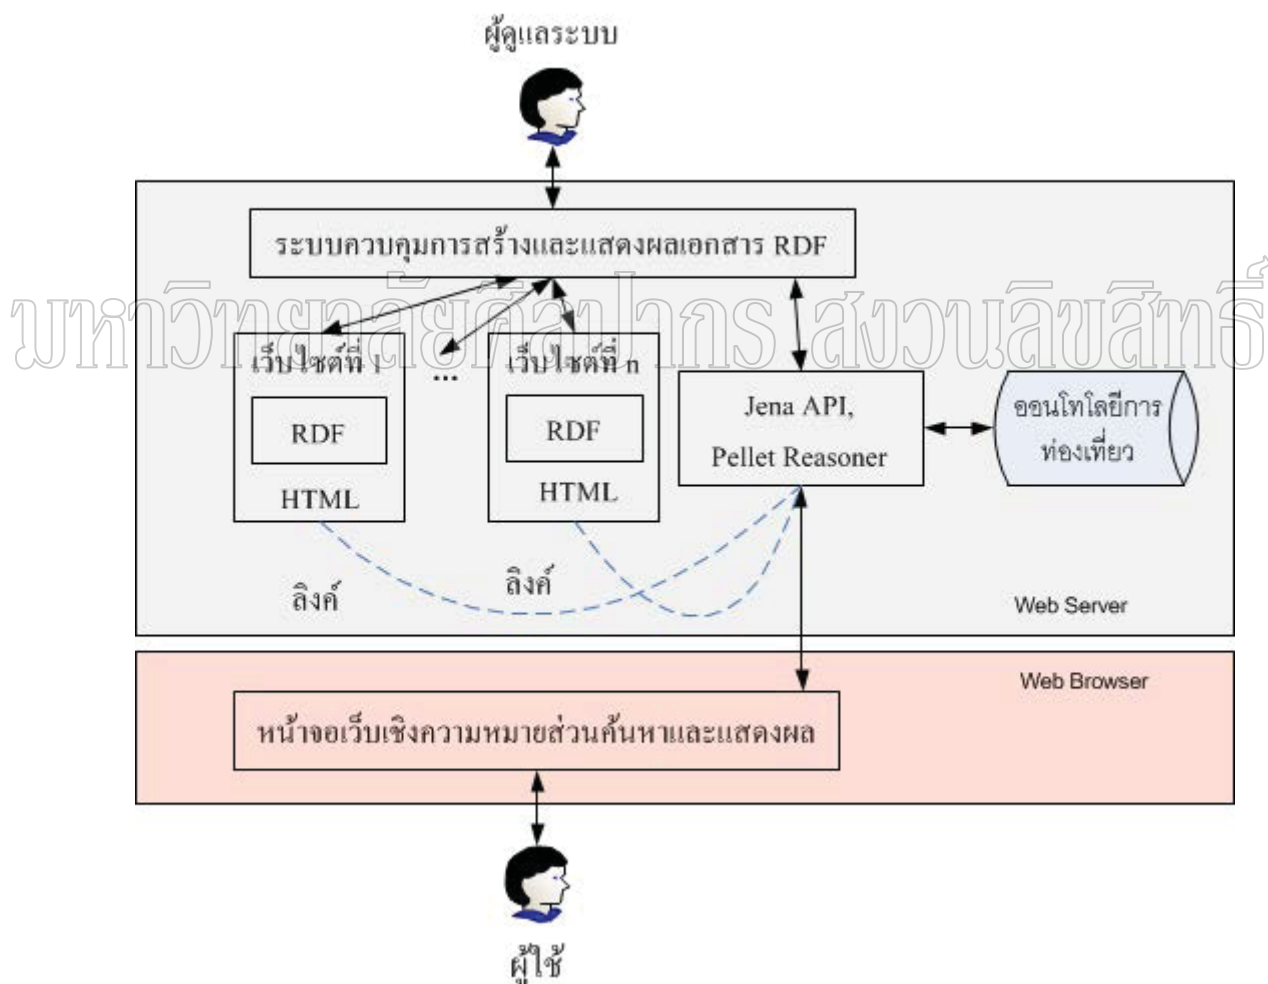 ผู้ดูแลระบบ
ระบบควบคุมการสร้างและแสดงผลเอกสาร RDF
มหาวิทยาลัยศิลปากร สงวนลิขสิทธิ์
เว็บไซต์ที่ 1
...
เว็บไซต์ที่ n
RDF
RDF
HTML
HTML
Jena API,
Pellet Reasoner
ออนโทโลยีการ
ท่องเที่ยว
ลิงค์
ลิงค์
Web Server
Web Browser
หน้าจอเว็บเชิงความหมายส่วนค้นหาและแสดงผล
ผู้ใช้